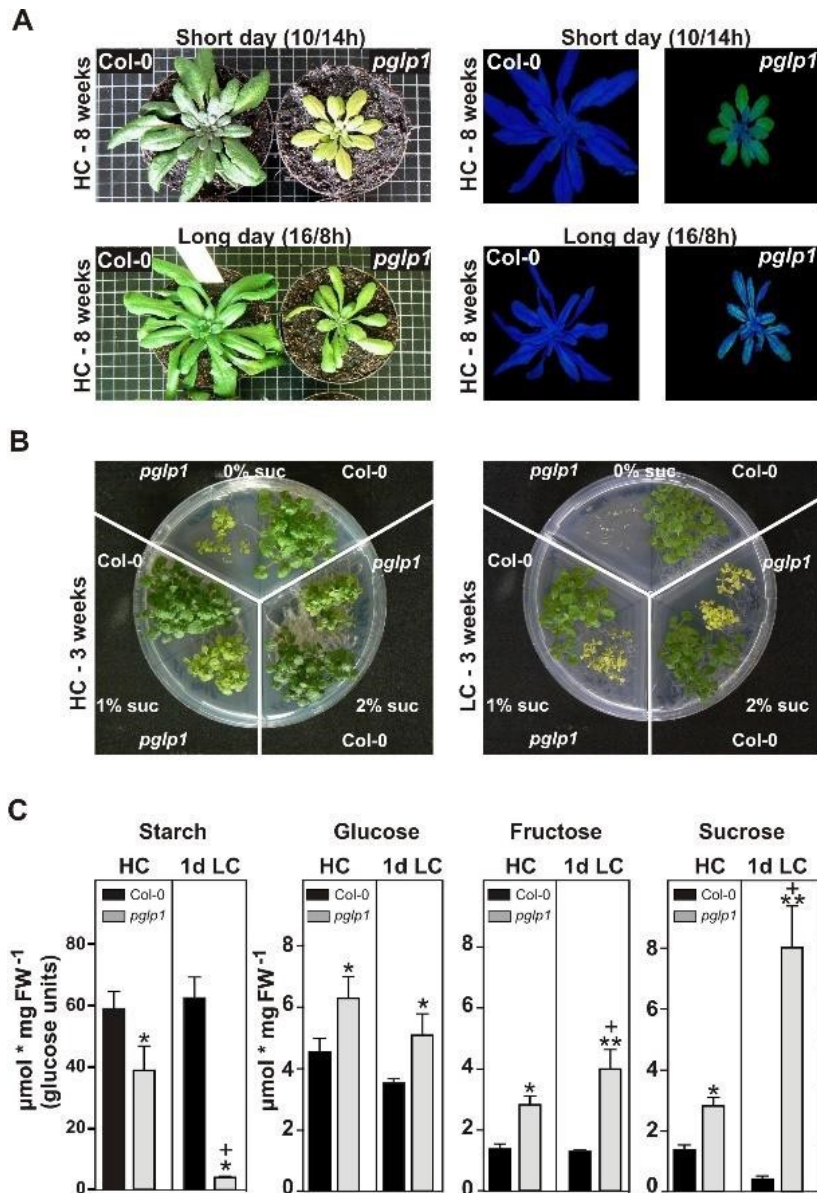 A
Short day (10/14h)
Col-0 pglp1
HC - 8 weeks
Short day (10/14h)
Col-0 pglp1
HC - 8 weeks
Long day (16/8h)
Col-0 pglp1
HC - 8 weeks
Long day (16/8h)
Col-0 pglp1
HC - 8 weeks
B
HC - 3 weeks
pglp1 0% suc Col-0
Col-0 pglp1
1% suc 2% suc
pglp1 Col-0
LC - 3 weeks
pglp1 0% suc Col-0
Col-0 pglp1
1% suc 2% suc
pglp1 Col-0
C
Starch
HC 1d LC
Col-0
pglp1
µmol * mg FW-1
(glucose units)
80
60
40
20
0
*
+
*
Glucose
HC 1d LC
Col-0
pglp1
µmol * mg FW-1
8
6
4
2
0
*
*
Fructose
HC 1d LC
Col-0
pglp1
8
6
4
2
0
*
+
**
Sucrose
HC 1d LC
Col-0
pglp1
8
6
4
2
0
*
+
**